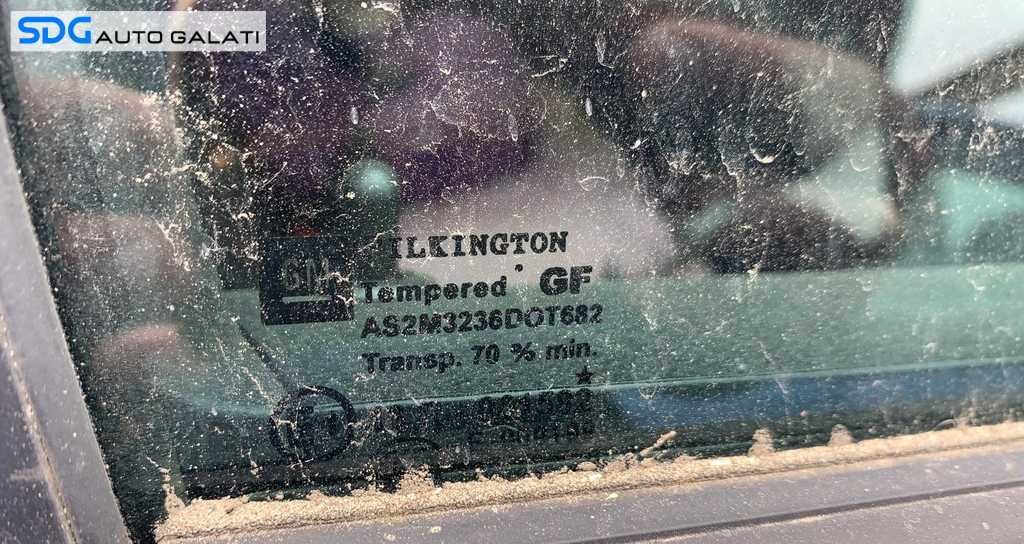 SDG AUTO GALATI
GM
ILKINGTON
Tempered GF
AS2M3236DOT682
Transp. 70 % min.